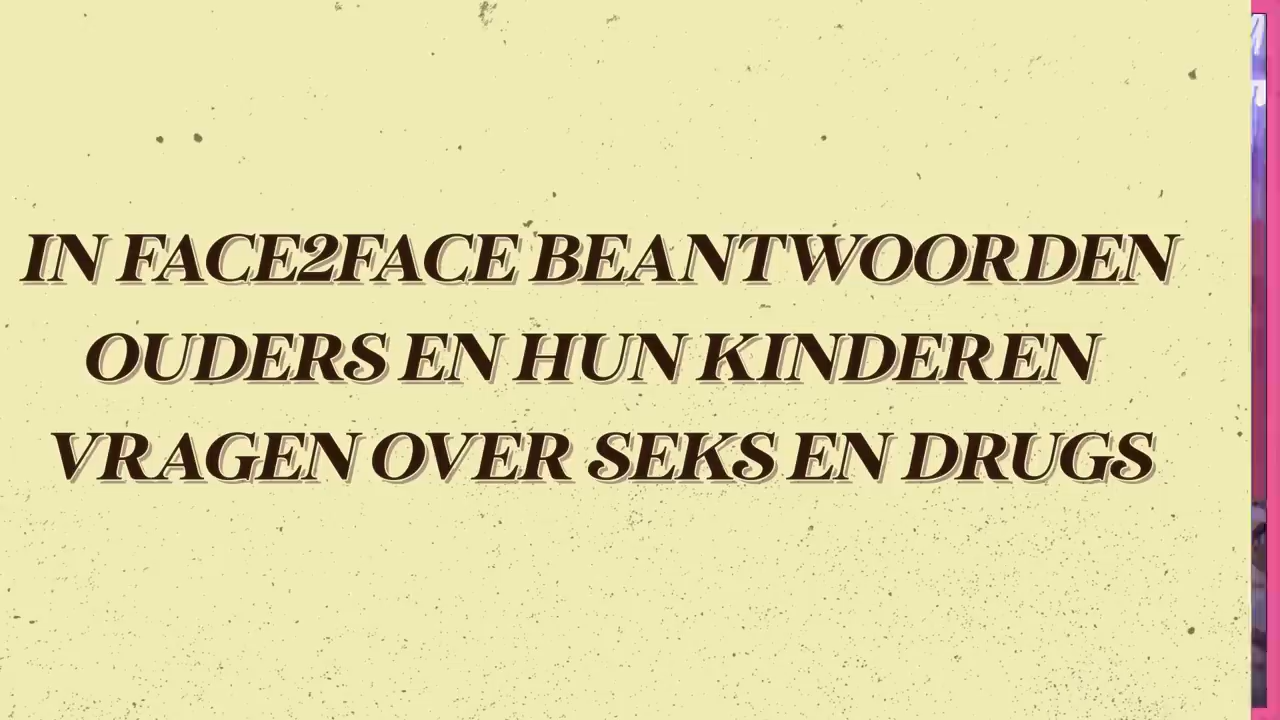 IN FACE2FACE BEANTWOORDEN
OUDERS EN HUN KINDEREN
VRAGEN OVER SEKS EN DRUGS